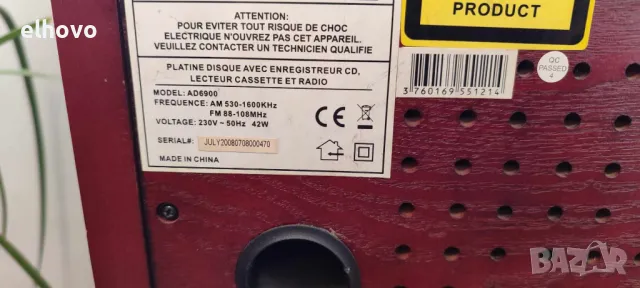 elhovo
ATTENTION:
POUR EVITER TOUT RISQUE DE CHOC
ELECTRIQUE N'OUVREZ PAS CET APPAREIL.
VEUILLEZ CONTACTER UN TECHNICIEN QUALIFIE
PLATINE DISQUE AVEC ENREGISTREUR CD,
LECTEUR CASSETTE ET RADIO
MODEL: AD6900
FREQUENCE: AM 530-1600KHz
FM 88-108MHz
VOLTAGE: 230V ~ 50Hz 42W
SERIAL#: JULY20080708000470
MADE IN CHINA
CE
PRODUCT
3 760169 551214
QC
PASSED
4
BAZAR